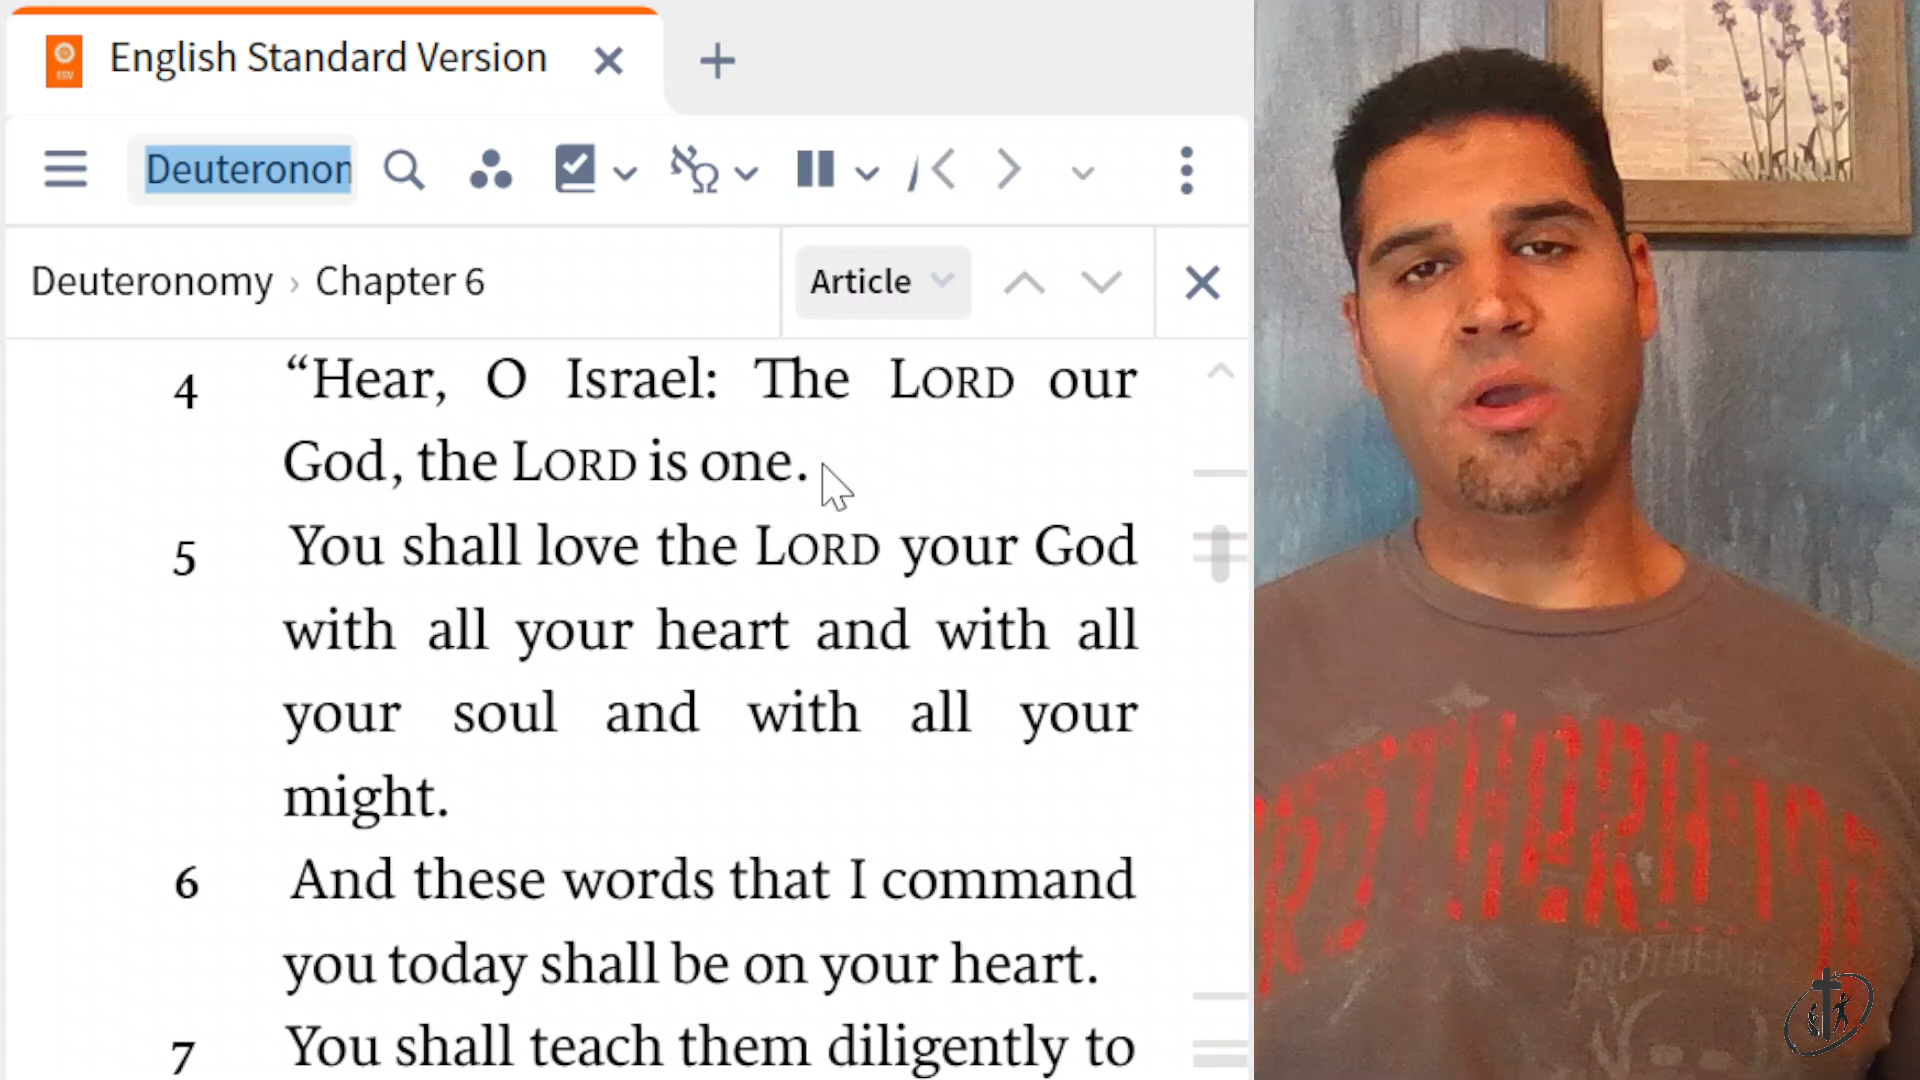 English Standard Version
ESV
Deuteronom
Deuteronomy › Chapter 6
Article
4 “Hear, O Israel: The LORD our
God, the LORD is one.
5 You shall love the LORD your God
with all your heart and with all
your soul and with all your
might.
6 And these words that I command
you today shall be on your heart.
7 You shall teach them diligently to